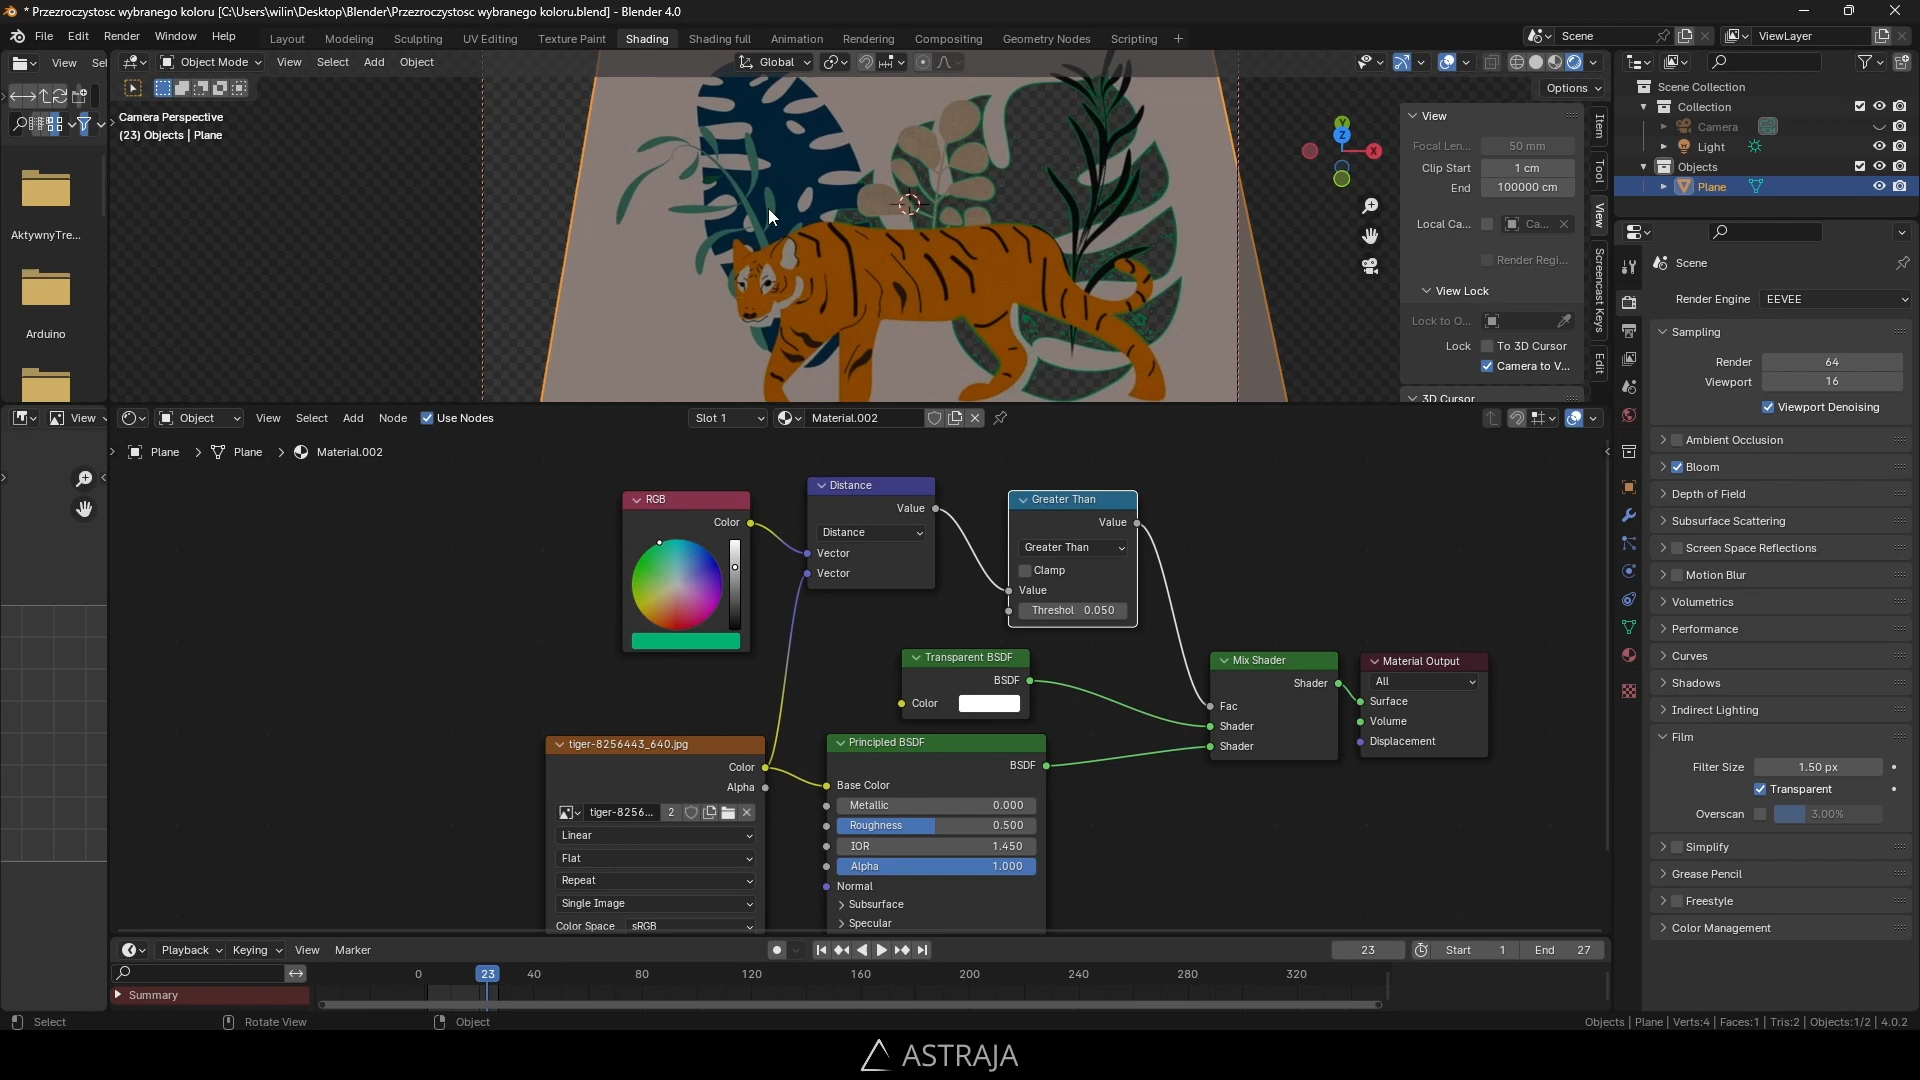 * Przezroczystosc wybranego koloru [C:\Users\wilin\Desktop\Blender\Przezroczystosc wybranego koloru.blend] - Blender 4.0
File Edit Render Window Help
Layout Modeling Sculpting UV Editing Texture Paint Shading Shading full Animation Rendering Compositing Geometry Nodes Scripting +
Scene ViewLayer
View Sel
Object Mode View Select Add Object
Global
Options
Camera Perspective
(23) Objects | Plane
AktywnyTre...
Arduino
X
Y
Z
View
Focal Len... 50 mm
Clip Start 1 cm
End 100000 cm
Local Ca... Ca...
Render Regi...
View Lock
Lock to O...
Lock To 3D Cursor
Camera to V...
3D Cursor
Item
Tool
View
Screencast Keys
Edit
Scene Collection
Collection
Camera
Light
Objects
Plane
Scene
Render Engine EEVEE
Sampling
Render 64
Viewport 16
Viewport Denoising
Ambient Occlusion
Bloom
Depth of Field
Subsurface Scattering
Screen Space Reflections
Motion Blur
Volumetrics
Performance
Curves
Shadows
Indirect Lighting
Film
Filter Size 1.50 px
Transparent
Overscan 3.00%
Simplify
Grease Pencil
Freestyle
Color Management
View
Object View Select Add Node Use Nodes
Slot 1 Material.002
Plane Plane Material.002
RGB
Color
Distance
Value
Distance
Vector
Vector
Greater Than
Value
Greater Than
Clamp
Value
Threshol 0.050
Transparent BSDF
BSDF
Color
Mix Shader
Shader
Fac
Shader
Shader
Material Output
All
Surface
Volume
Displacement
tiger-8256443_640.jpg
Color
Alpha
tiger-8256... 2
Linear
Flat
Repeat
Single Image
Color Space sRGB
Principled BSDF
BSDF
Base Color
Metallic 0.000
Roughness 0.500
IOR 1.450
Alpha 1.000
Normal
Subsurface
Specular
Playback Keying View Marker
23 Start 1 End 27
0 23 40 80 120 160 200 240 280 320
Summary
Select Rotate View Object
Objects | Plane | Verts:4 | Faces:1 | Tris:2 | Objects:1/2 | 4.0.2
ASTRAJA